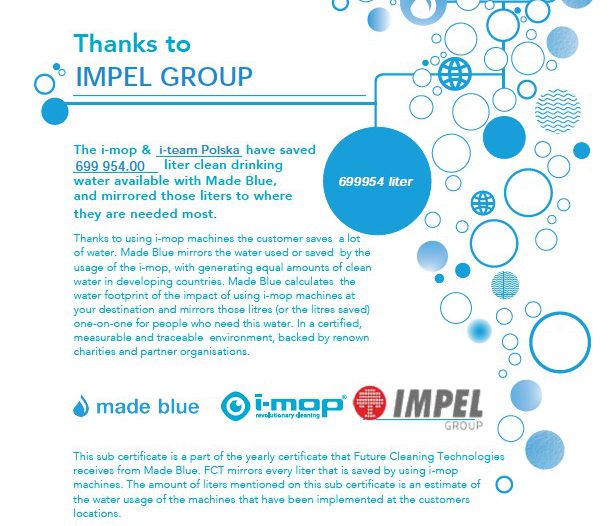 Thanks to
IMPEL GROUP
The i-mop & i-team Polska have saved
699 954.00 liter clean drinking
water available with Made Blue,
and mirrored those liters to where
they are needed most.
699954 liter
Thanks to using i-mop machines the customer saves a lot
of water. Made Blue mirrors the water used or saved by the
usage of the i-mop, with generating equal amounts of clean
water in developing countries. Made Blue calculates the
water footprint of the impact of using i-mop machines at
your destination and mirrors those litres (or the litres saved)
one-on-one for people who need this water. In a certified,
measurable and traceable environment, backed by renown
charities and partner organisations.
made blue
i-mop®
revolutionary cleaning
IMPEL
GROUP
This sub certificate is a part of the yearly certificate that Future Cleaning Technologies
receives from Made Blue. FCT mirrors every liter that is saved by using i-mop
machines. The amount of liters mentioned on this sub certificate is an estimate of
the water usage of the machines that have been implemented at the customers
locations.